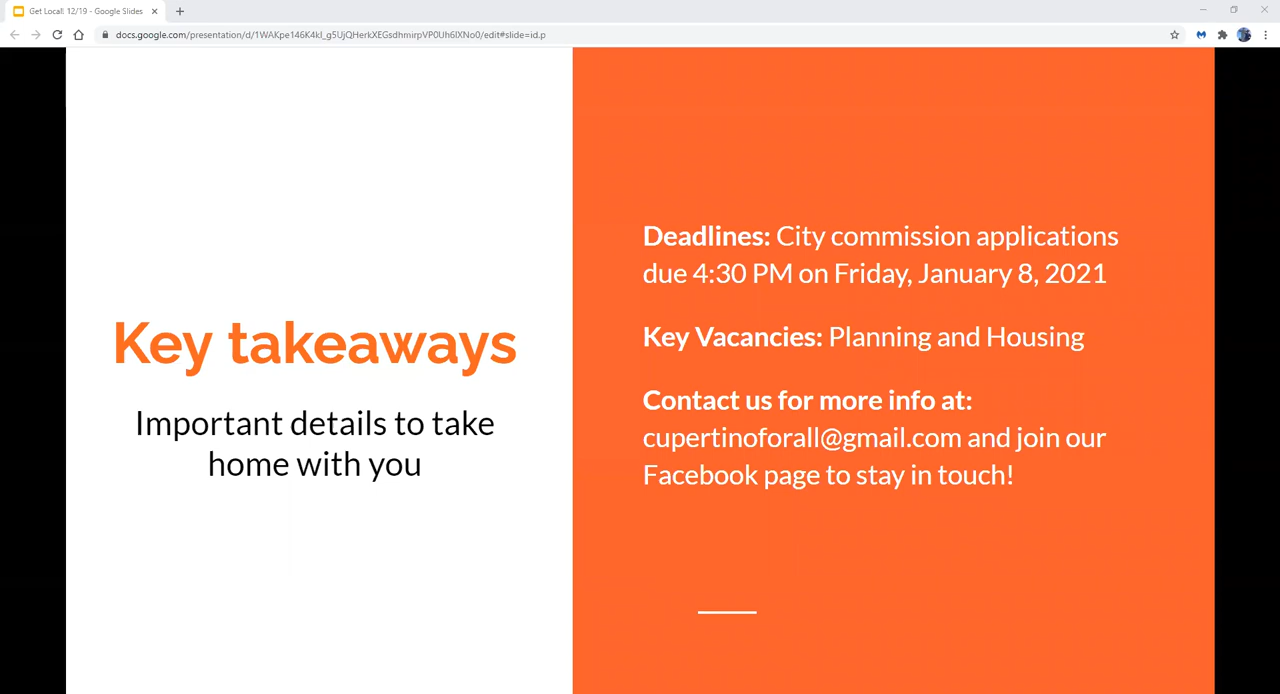 Get Local! 12/19 - Google Slides
docs.google.com/presentation/d/1WAKpe146K4kl_g5UjQHerkXEGsdhmirpVP0Uh6lXNo0/edit#slide=id.p
Key takeaways
Important details to take
home with you
Deadlines: City commission applications
due 4:30 PM on Friday, January 8, 2021
Key Vacancies: Planning and Housing
Contact us for more info at:
cupertinoforall@gmail.com and join our
Facebook page to stay in touch!